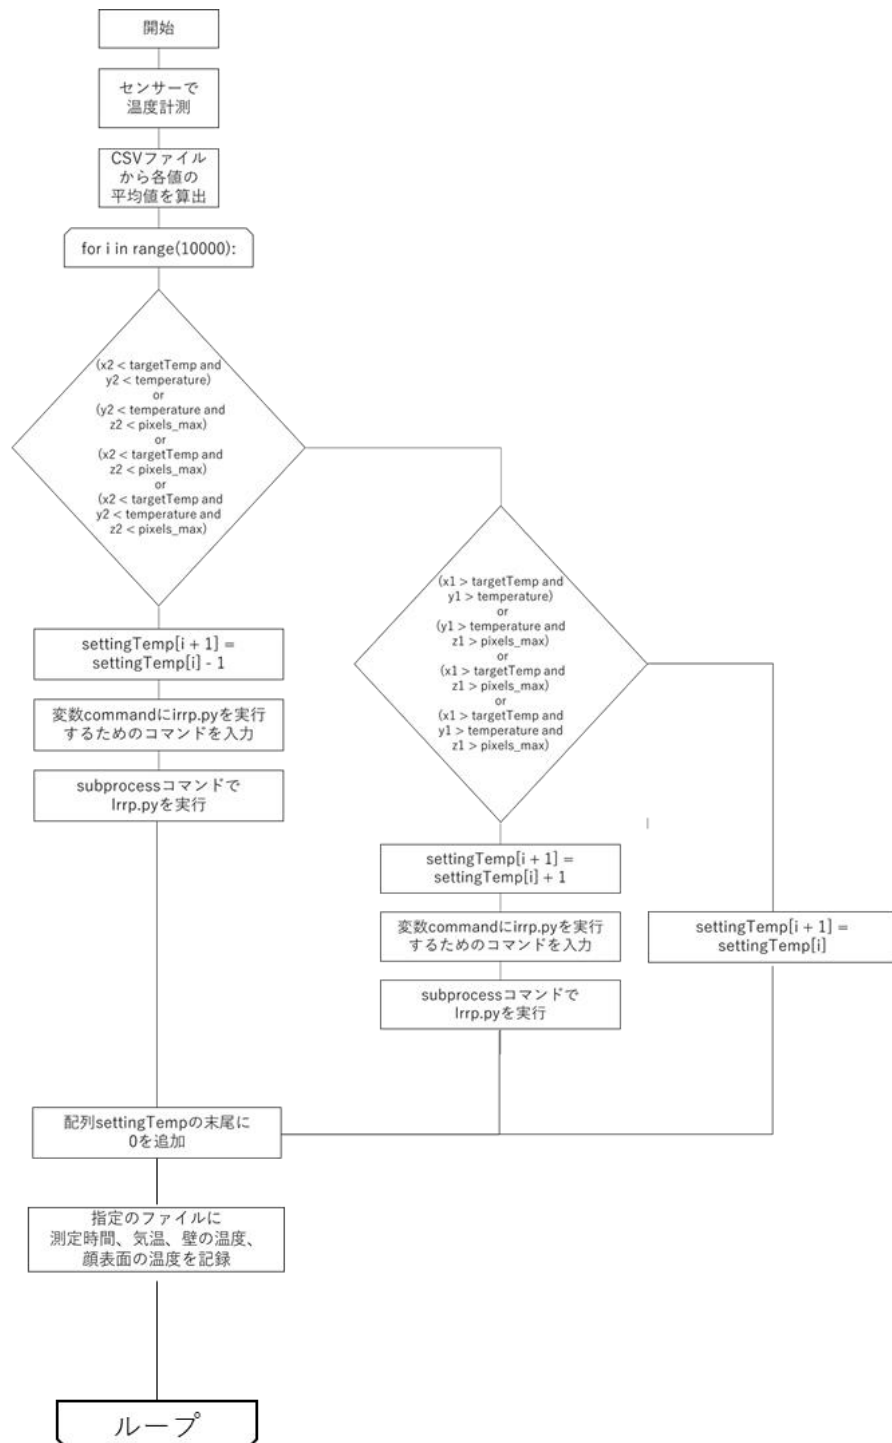 開始
センサーで
温度計測
CSVファイル
から各値の
平均値を算出
for i in range(10000):
(x2 < targetTemp and
y2 < temperature)
or
(y2 < temperature and
z2 < pixels_max)
or
(x2 < targetTemp and
z2 < pixels_max)
or
(x2 < targetTemp and
y2 < temperature and
z2 < pixels_max)
settingTemp[i + 1] =
settingTemp[i] - 1
変数commandにirrp.pyを実行
するためのコマンドを入力
subprocessコマンドで
Irrp.pyを実行
(x1 > targetTemp and
y1 > temperature)
or
(y1 > temperature and
z1 > pixels_max)
or
(x1 > targetTemp and
z1 > pixels_max)
or
(x1 > targetTemp and
y1 > temperature and
z1 > pixels_max)
settingTemp[i + 1] =
settingTemp[i] + 1
変数commandにirrp.pyを実行
するためのコマンドを入力
subprocessコマンドで
Irrp.pyを実行
settingTemp[i + 1] =
settingTemp[i]
配列settingTempの末尾に
0を追加
指定のファイルに
測定時間、気温、壁の温度、
顔表面の温度を記録
ループ